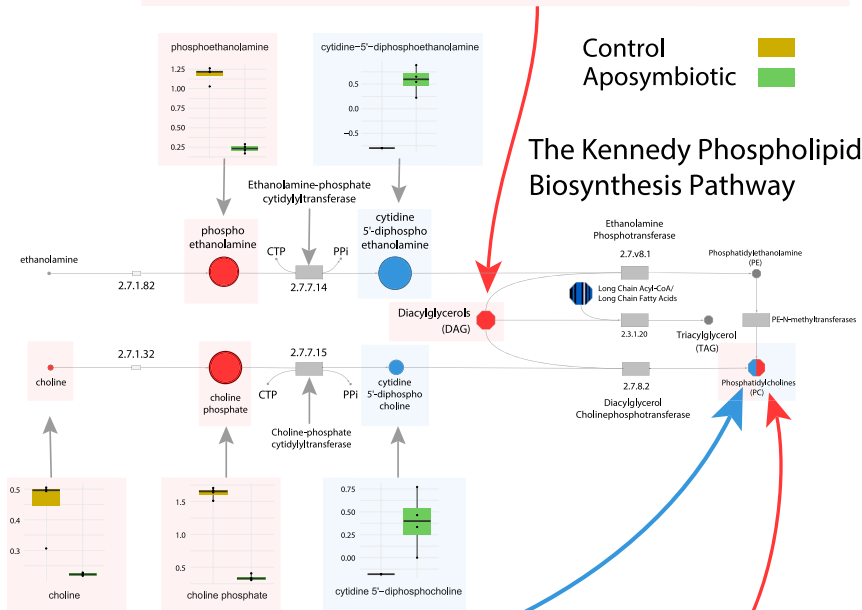 phosphoethanolamine
1.25
1.00
0.75
0.50
0.25
cytidine−5'−diphosphoethanolamine
0.5
0.0
−0.5
Control
Aposymbiotic
The Kennedy Phospholipid
Biosynthesis Pathway
Ethanolamine-phosphate
cytidylyltransferase
phospho
ethanolamine
cytidine
5'-diphospho
ethanolamine
Ethanolamine
Phosphotransferase
ethanolamine
CTP
PPi
2.7.v8.1
Phosphatidylethanolamine
(PE)
2.7.1.82
2.7.7.14
Long Chain Acyl-CoA/
Long Chain Fatty Acids
Diacylglycerols
(DAG)
2.3.1.20
Triacylglycerol
(TAG)
PE-N-methyltransferases
2.7.1.32
2.7.7.15
choline
choline
phosphate
CTP
PPi
cytidine
5'-diphospho
choline
2.7.8.2
Phosphatidylcholines
(PC)
Diacylglycerol
Cholinephosphotransferase
Choline-phosphate
cytidylyltransferase
0.5
0.4
0.3
choline
1.5
1.0
0.5
choline phosphate
0.75
0.50
0.25
0.00
cytidine 5'−diphosphocholine